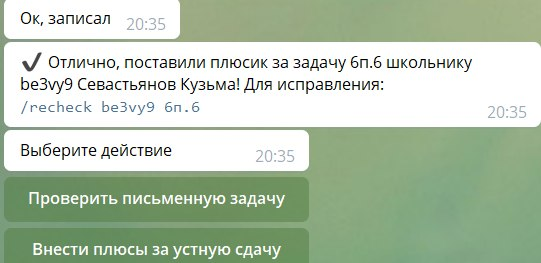 Ок, записал
20:35
✔ Отлично, поставили плюсик за задачу 6п.6 школьнику
be3vy9 Севастьянов Кузьма! Для исправления:
/recheck be3vy9 6п.6
20:35
Выберите действие
20:35
Проверить письменную задачу
Внести плюсы за устную сдачу